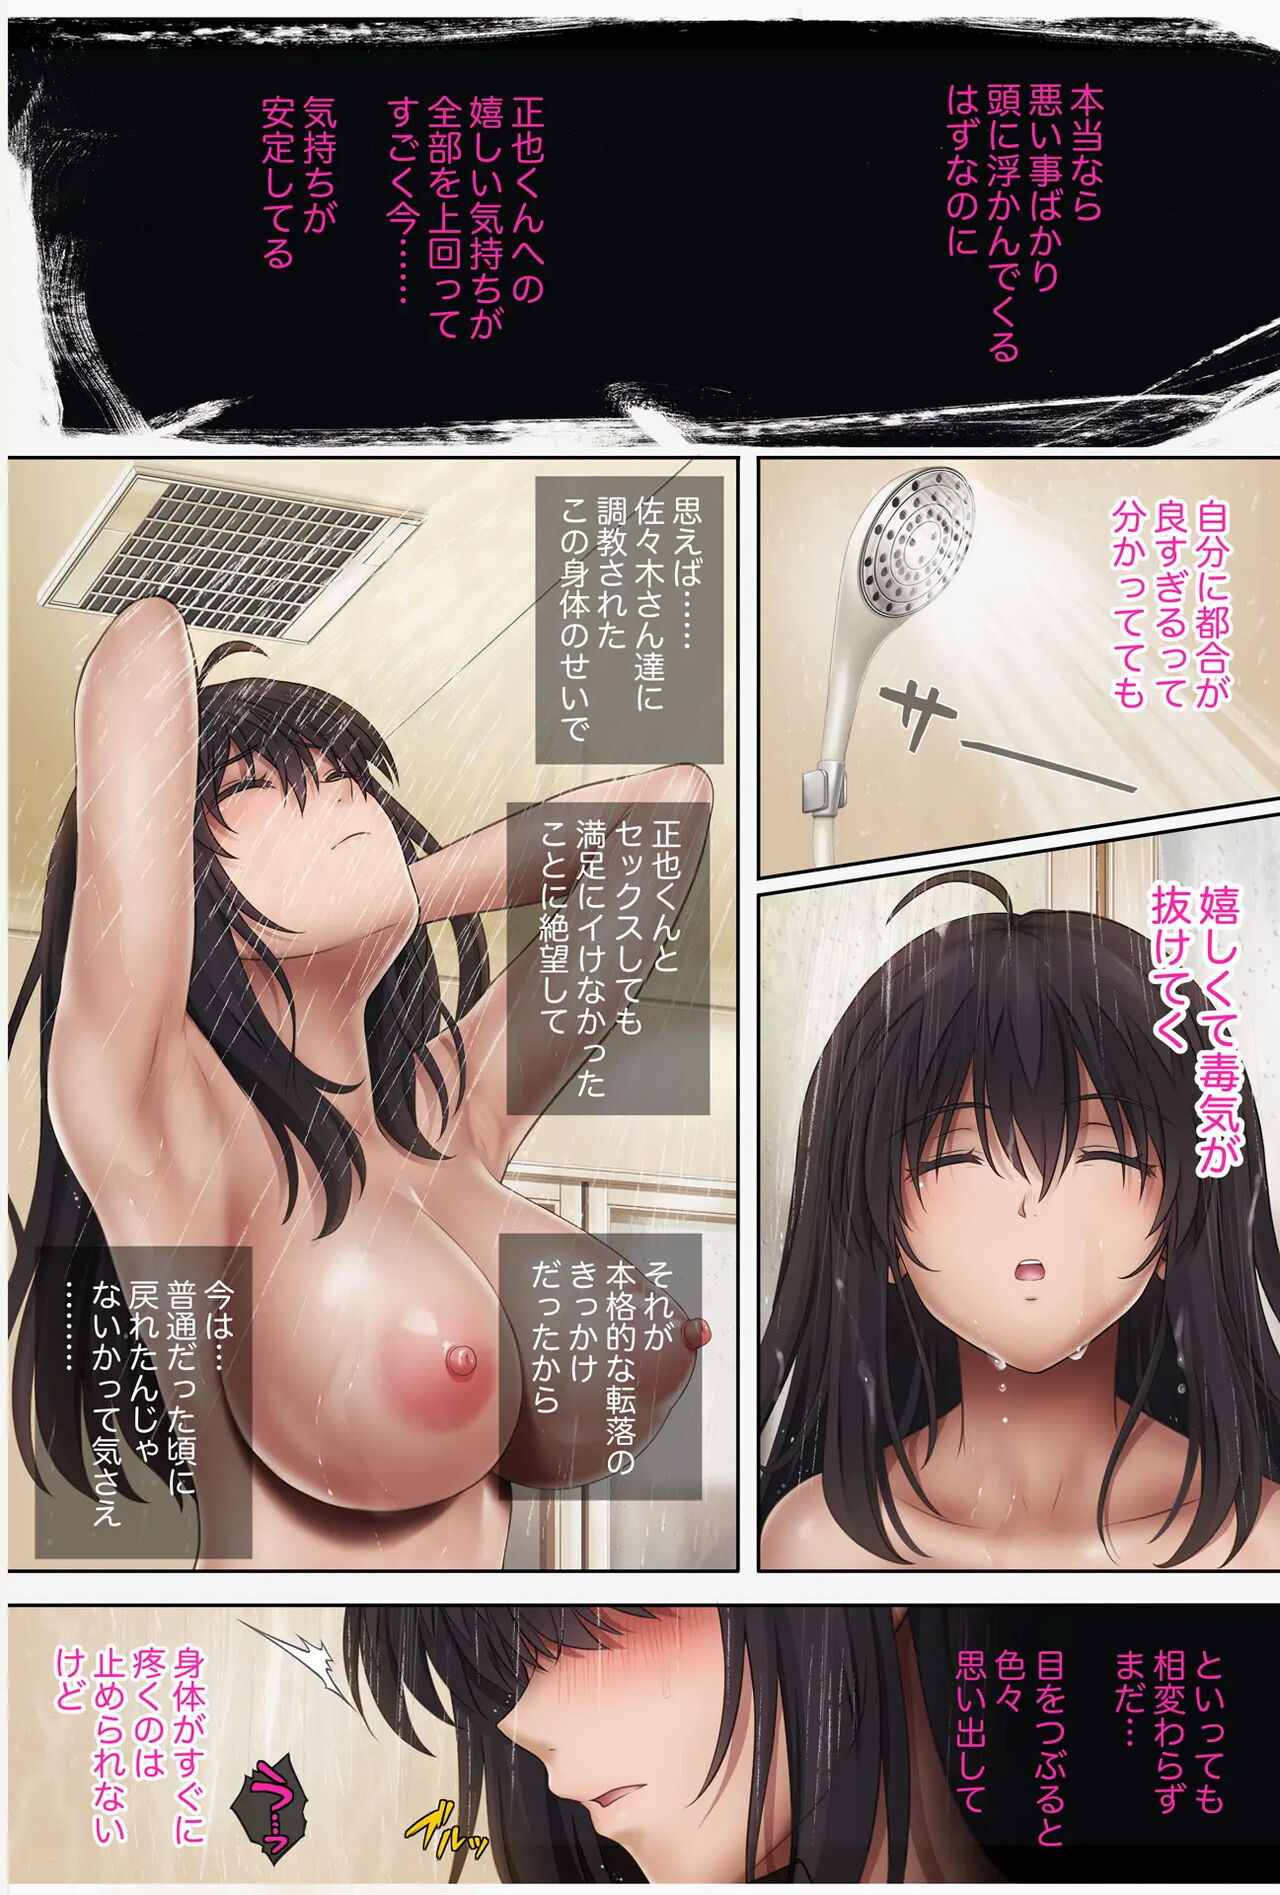 本当なら
悪い事ばかり
頭に浮かんでくる
はずなのに
正也くんへの
嬉しい気持ちが
全部を上回って
すごく今……
気持ちが
安定してる
自分に都合が
良すぎるって
分かってても
サー
嬉しくて毒気が
抜けてく
思えば……
佐々木さん達に
調教された
この身体のせいで
正也くんと
セックスしても
満足にイけなかった
ことに絶望して
それが
本格的な転落の
きっかけ
だったから
今は…
普通だった頃に
戻れたんじゃ
ないかって気さえ
………
といっても
相変わらず
まだ…
目をつぶると
色々
思い出して
身体がすぐに
疼くのは
止められない
けど
フ…ッ
ブルルッ